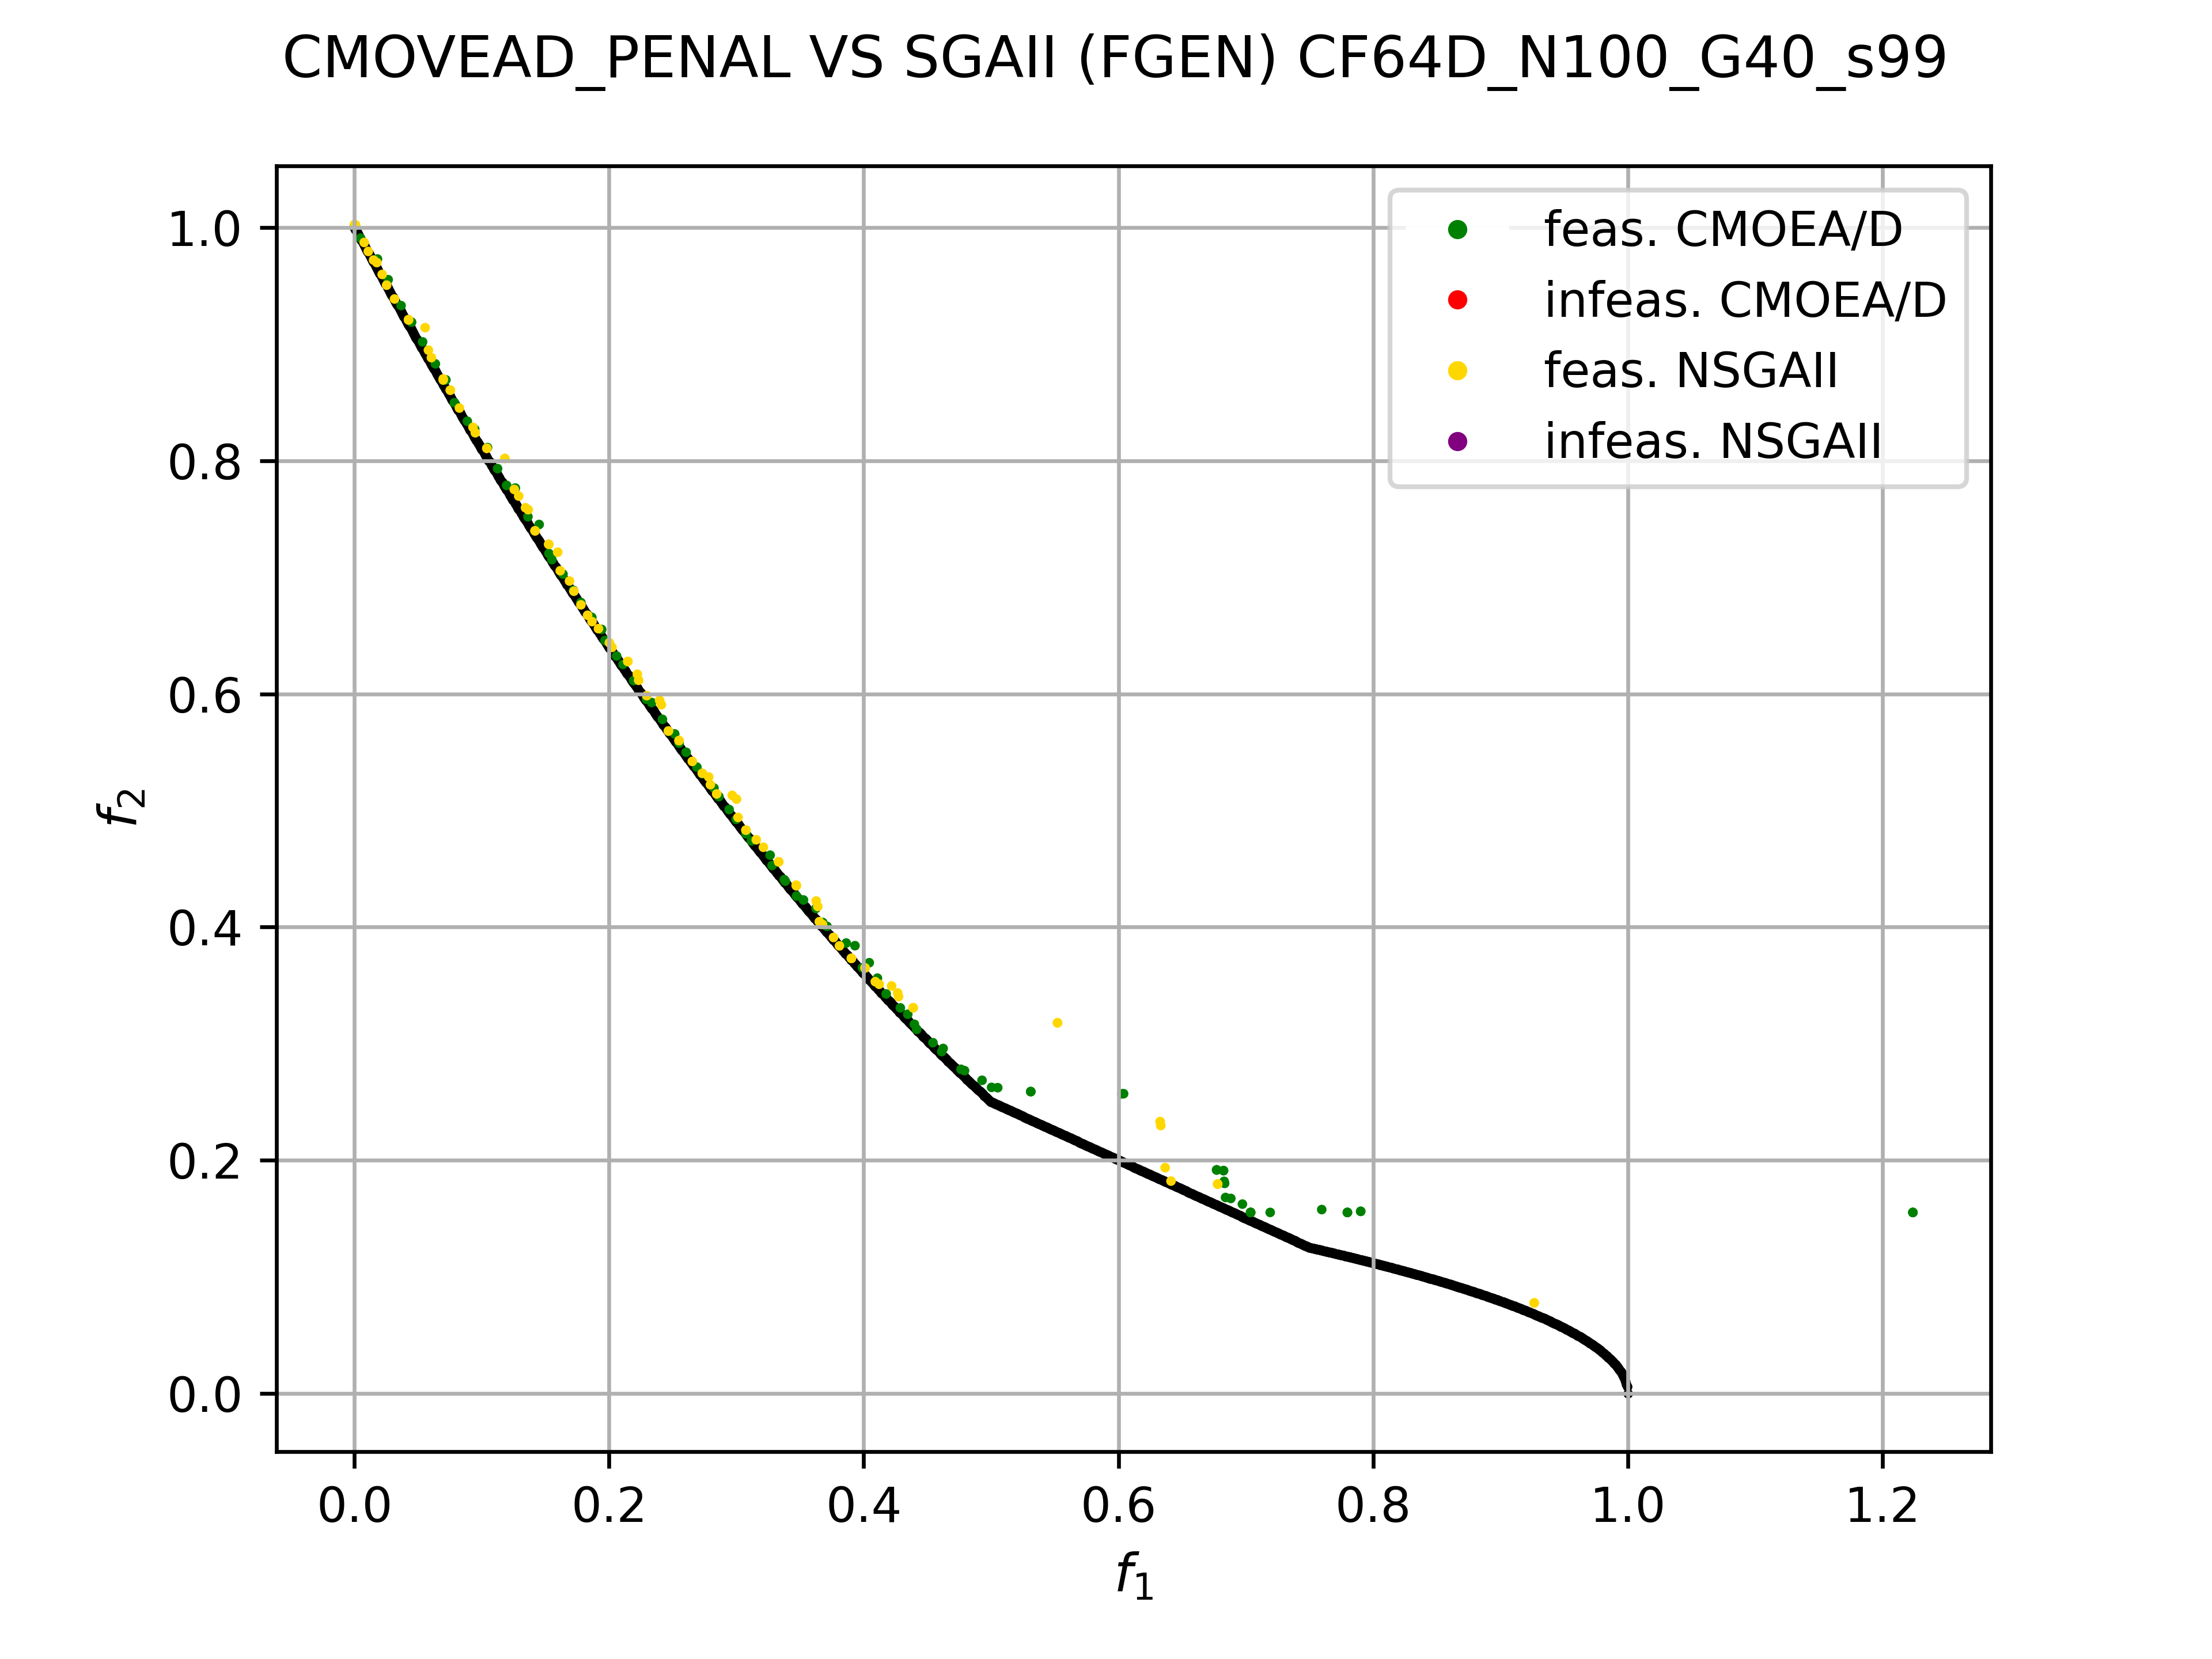 CMOVEAD_PENAL VS SGAII (FGEN) CF64D_N100_G40_s99
feas. CMOEA/D
infeas. CMOEA/D
feas. NSGAII
infeas. NSGAII
1.0
0.8
0.6
0.4
0.2
0.0
f2
0.0 0.2 0.4 0.6 0.8 1.0 1.2
f1